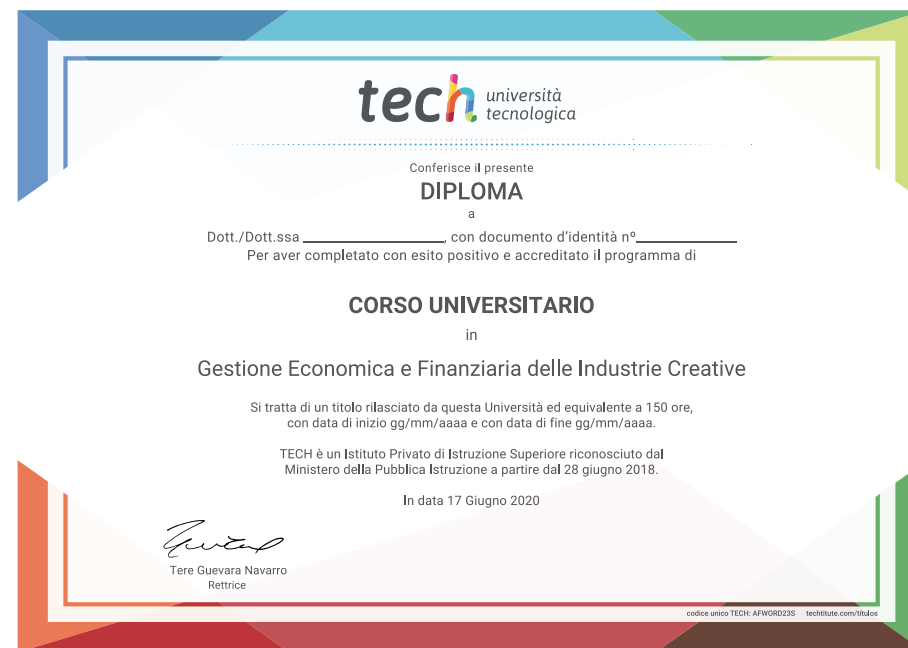 tech università
tecnologica
Conferisce il presente
DIPLOMA
a
Dott./Dott.ssa ____________, con documento d'identità nº____________
Per aver completato con esito positivo e accreditato il programma di
CORSO UNIVERSITARIO
in
Gestione Economica e Finanziaria delle Industrie Creative
Si tratta di un titolo rilasciato da questa Università ed equivalente a 150 ore,
con data di inizio gg/mm/aaaa e con data di fine gg/mm/aaaa.
TECH è un Istituto Privato di Istruzione Superiore riconosciuto dal
Ministero della Pubblica Istruzione a partire dal 28 giugno 2018.
In data 17 Giugno 2020
Tere Guevara Navarro
Rettrice
codice unico TECH: AFWORD23S techtitute.com/titulos